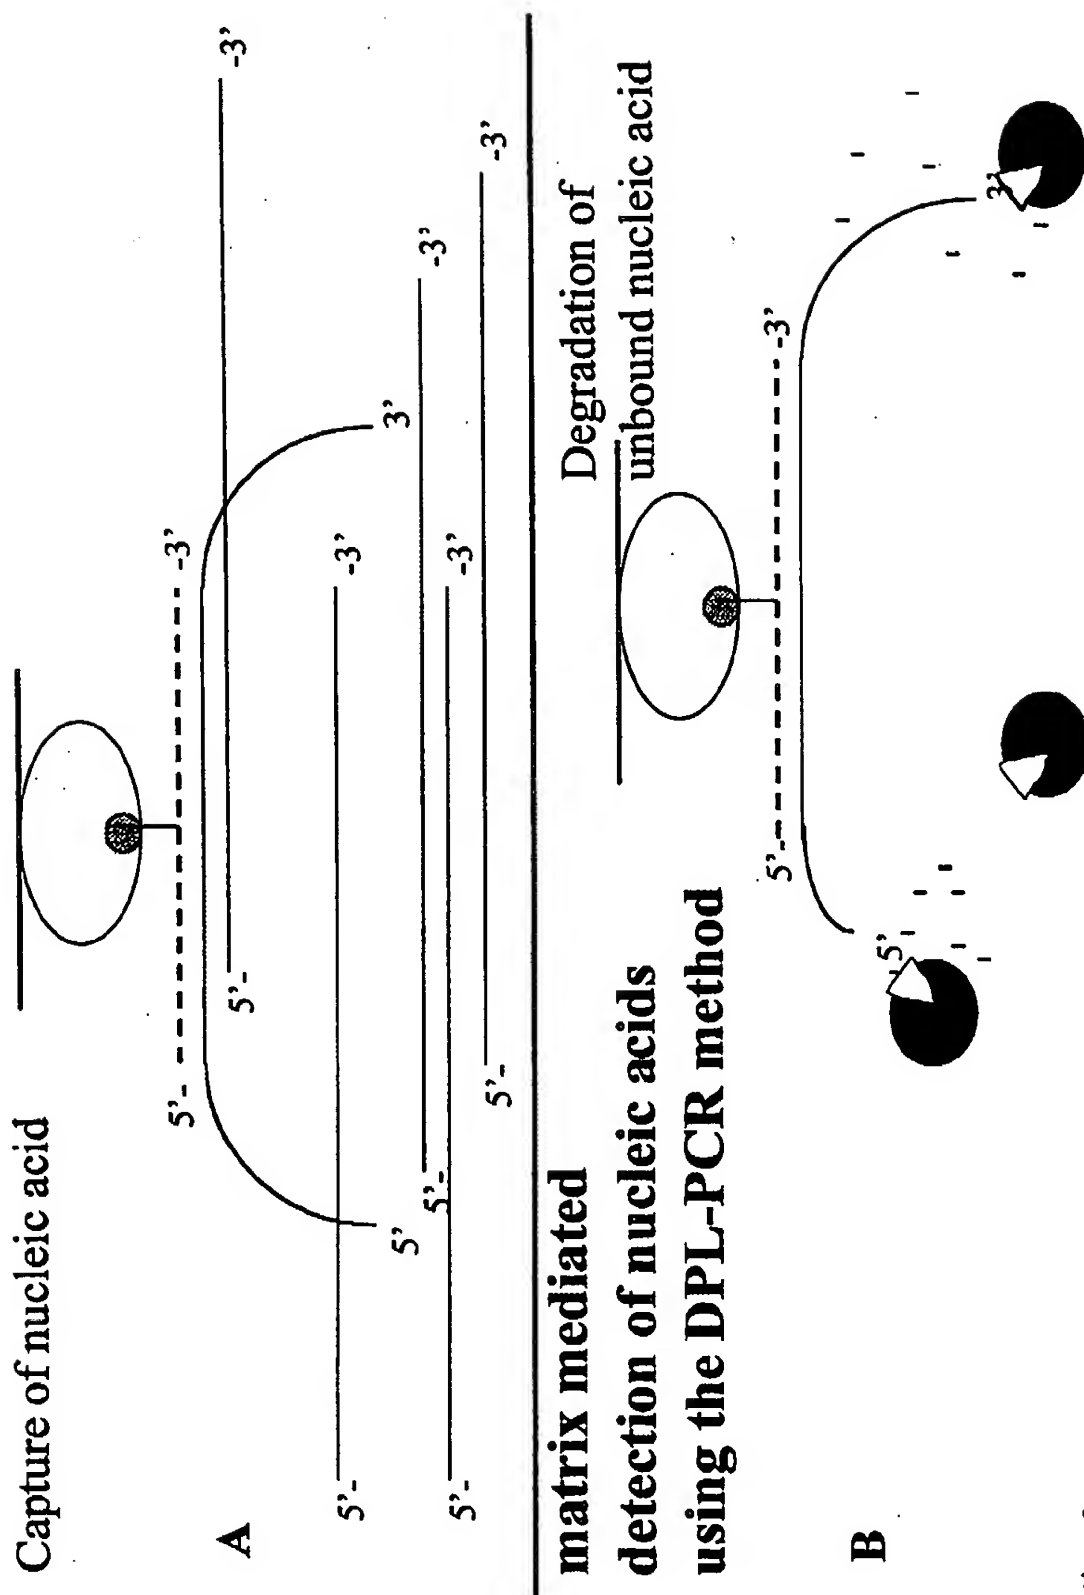 Capture of nucleic acid
5'- -3'
A
5'- -3'
5'- -3'
5' 3'
5'- -3'
5'- -3'
5'- -3'
matrix mediated
detection of nucleic acids
using the DPL-PCR method
Degradation of
unbound nucleic acid
5'- -3'
B
5' 3'